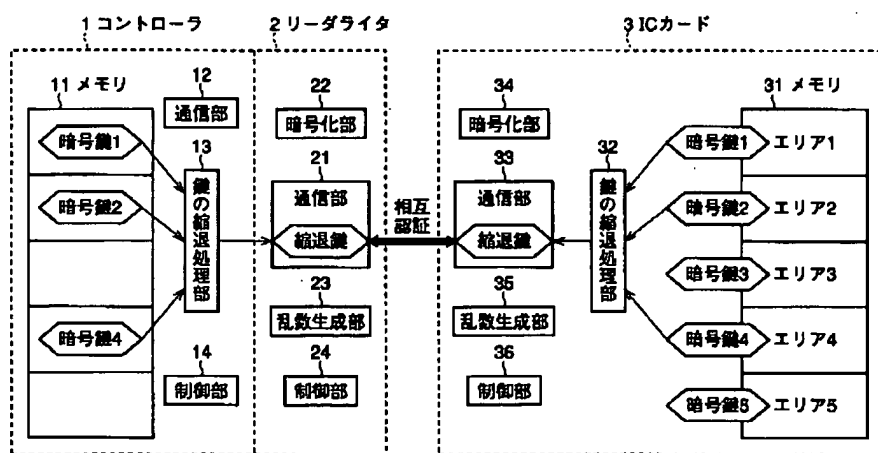 1 コントローラ
2 リーダライタ
3 ICカード
11 メモリ
12
通信部
22
暗号化部
34
暗号化部
31 メモリ
暗号鍵1
13
鍵の縮退処理部
21
通信部
縮退鍵
相互
認証
33
通信部
縮退鍵
32
鍵の縮退処理部
暗号鍵1
エリア1
暗号鍵2
暗号鍵2
エリア2
暗号鍵3
エリア3
23
乱数生成部
35
乱数生成部
暗号鍵4
暗号鍵4
エリア4
14
制御部
24
制御部
36
制御部
暗号鍵5
エリア5